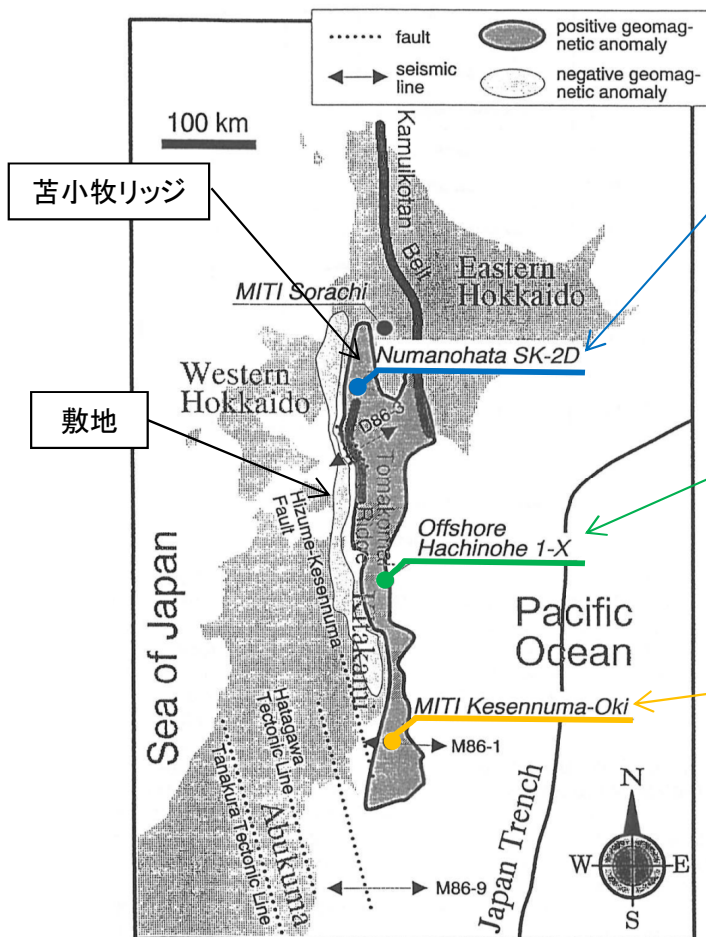 fault
positive geomag-
netic anomaly
seismic
line
negative geomag-
netic anomaly
100 km
Kamuikotan
Belt
苫小牧リッジ
Eastern
Hokkaido
MITI Sorachi
Numanohata SK-2D
Western
Hokkaido
敷地
D86-3
Tomakomai
Ridge
Hizume-Kesennuma
Fault
Offshore
Hachinohe 1-X
Sea of Japan
Pacific
Ocean
Kitakami
MITI Kesennuma-Oki
M86-1
Hatagawa
Tectonic Line
Tanakura Tectonic Line
Abukuma
Japan Trench
M86-9
N
W
E
S